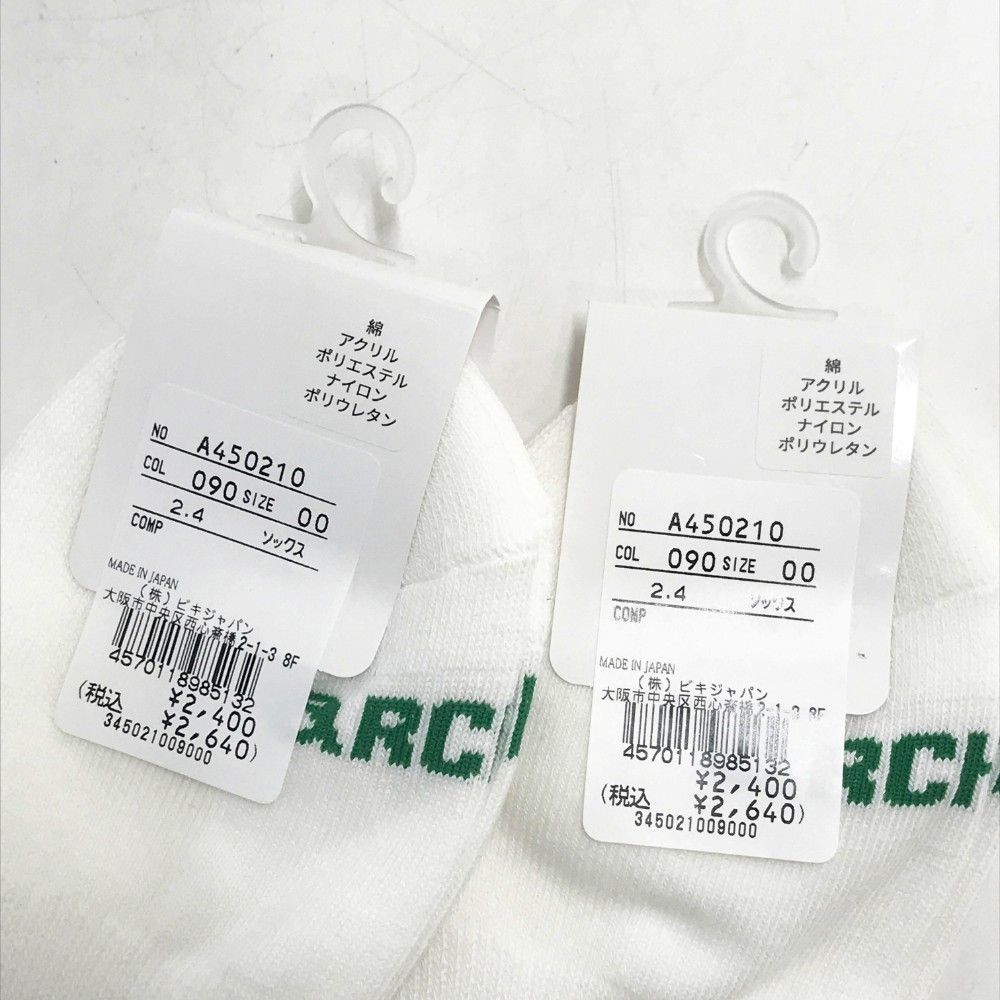 綿
アクリル
ポリエステル
ナイロン
ポリウレタン
NO A450210
COL 090 SIZE 00
2.4 ソックス
COMP
MADE IN JAPAN
(株)ビキジャパン
大阪市中央区西心斎橋2-1-3 8F
4570118985132
¥2,400
(税込 ¥2,640)
345021009000
ARC
綿
アクリル
ポリエステル
ナイロン
ポリウレタン
NO A450210
COL 090 SIZE 00
2.4 ソックス
COMP
MADE IN JAPAN
(株)ビキジャパン
大阪市中央区西心斎橋2-1-3 8F
4570118985132
¥2,400
(税込 ¥2,640)
345021009000
ARCH